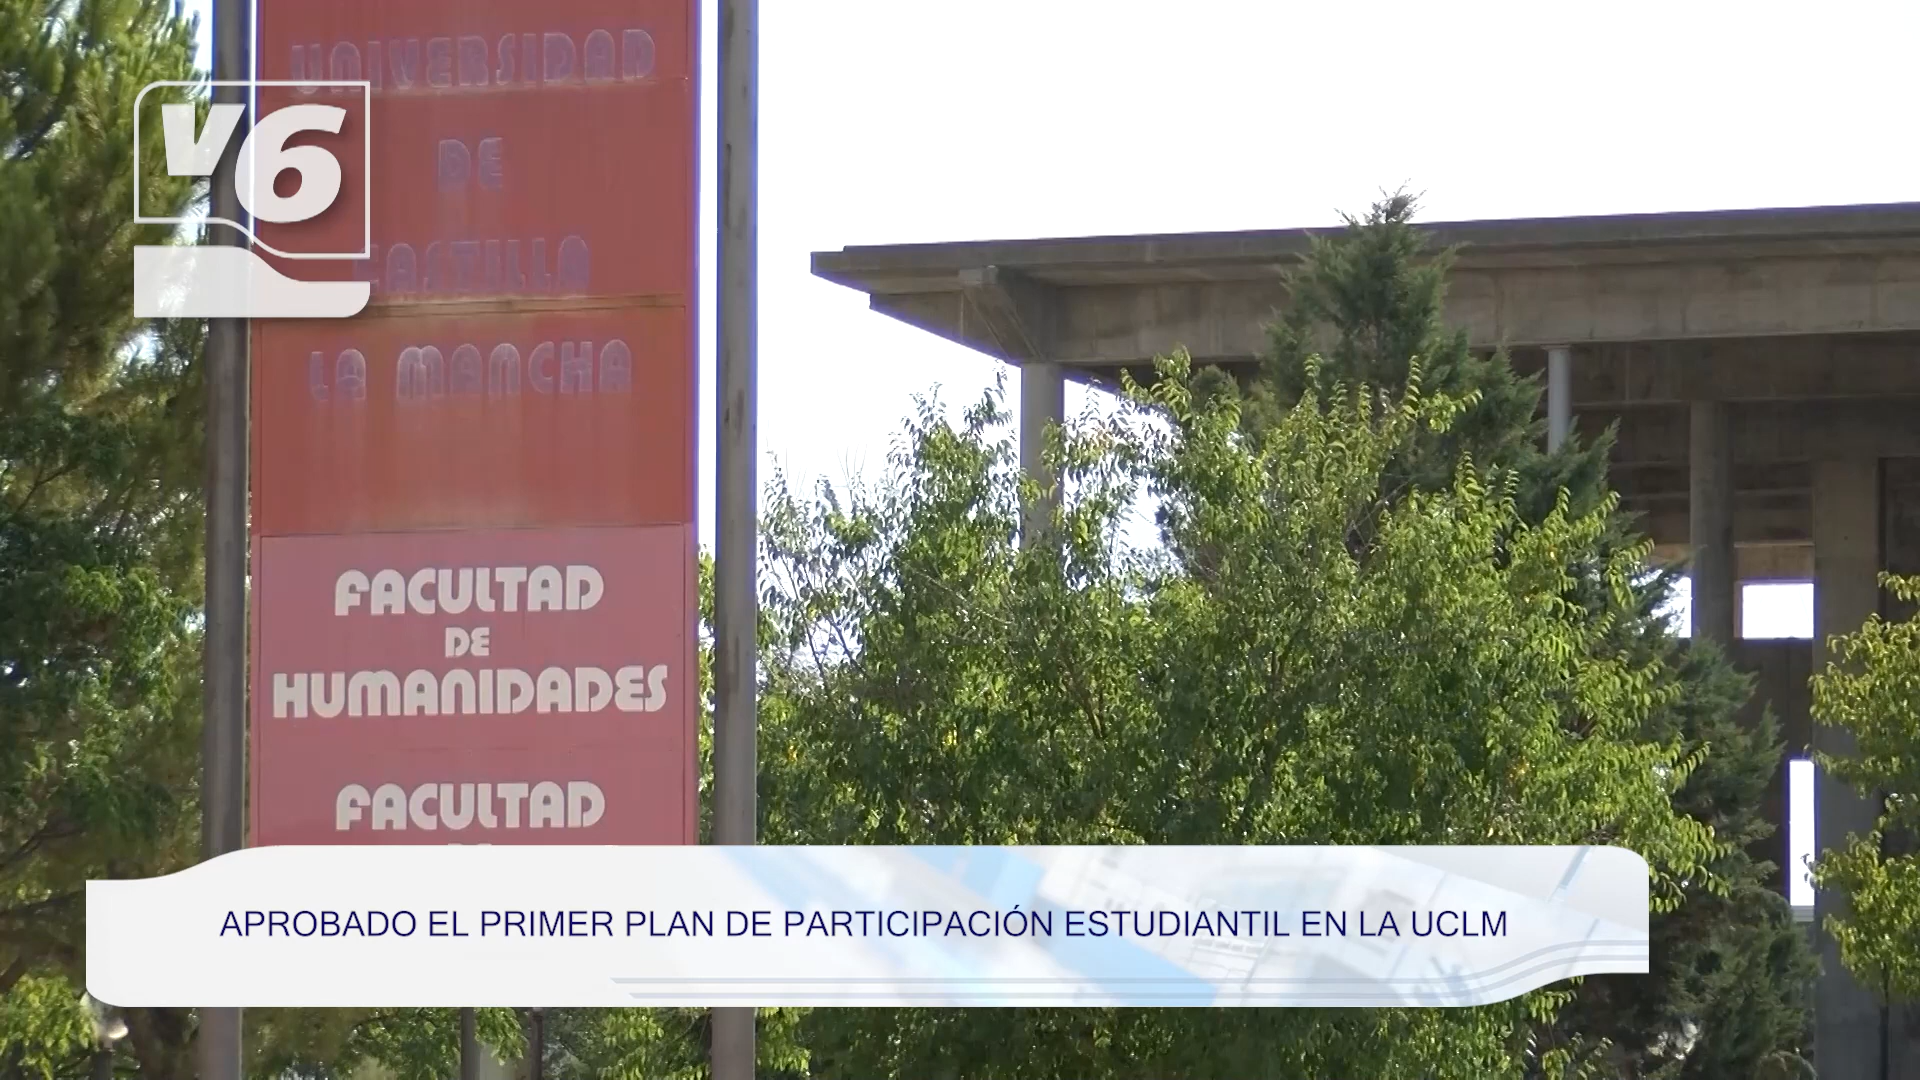 UNIVERSIDAD
DE
CASTILLA
LA MANCHA
V6
FACULTAD
DE
HUMANIDADES
FACULTAD
APROBADO EL PRIMER PLAN DE PARTICIPACIÓN ESTUDIANTIL EN LA UCLM